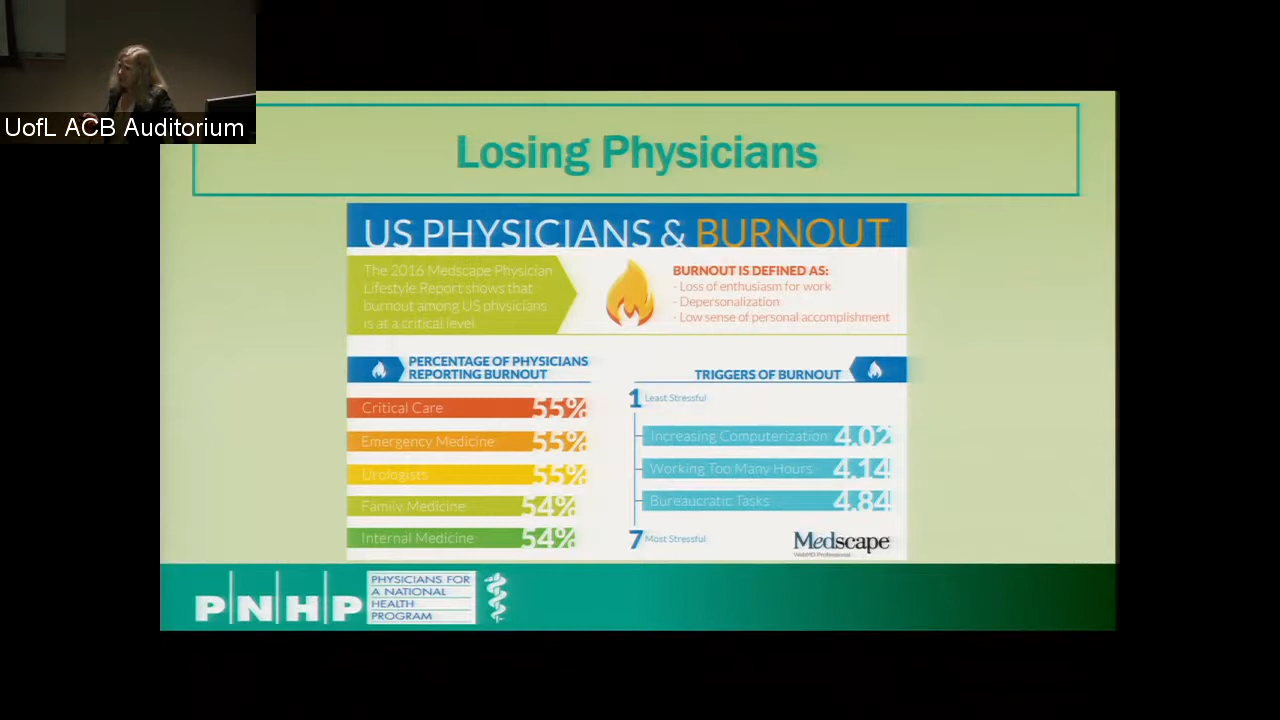 UofL ACB Auditorium
Losing Physicians
US PHYSICIANS & BURNOUT
The 2016 Medscape Physician
Lifestyle Report shows that
burnout among US physicians
is at a critical level
BURNOUT IS DEFINED AS:
- Loss of enthusiasm for work
- Depersonalization
- Low sense of personal accomplishment
PERCENTAGE OF PHYSICIANS
REPORTING BURNOUT
Critical Care 55%
Emergency Medicine 55%
Urologists 55%
Family Medicine 54%
Internal Medicine 54%
TRIGGERS OF BURNOUT
1 Least Stressful
Increasing Computerization 4.02
Working Too Many Hours 4.14
Bureaucratic Tasks 4.84
7 Most Stressful
Medscape
WebMD Professional
PNHP
PHYSICIANS FOR
A NATIONAL
HEALTH
PROGRAM